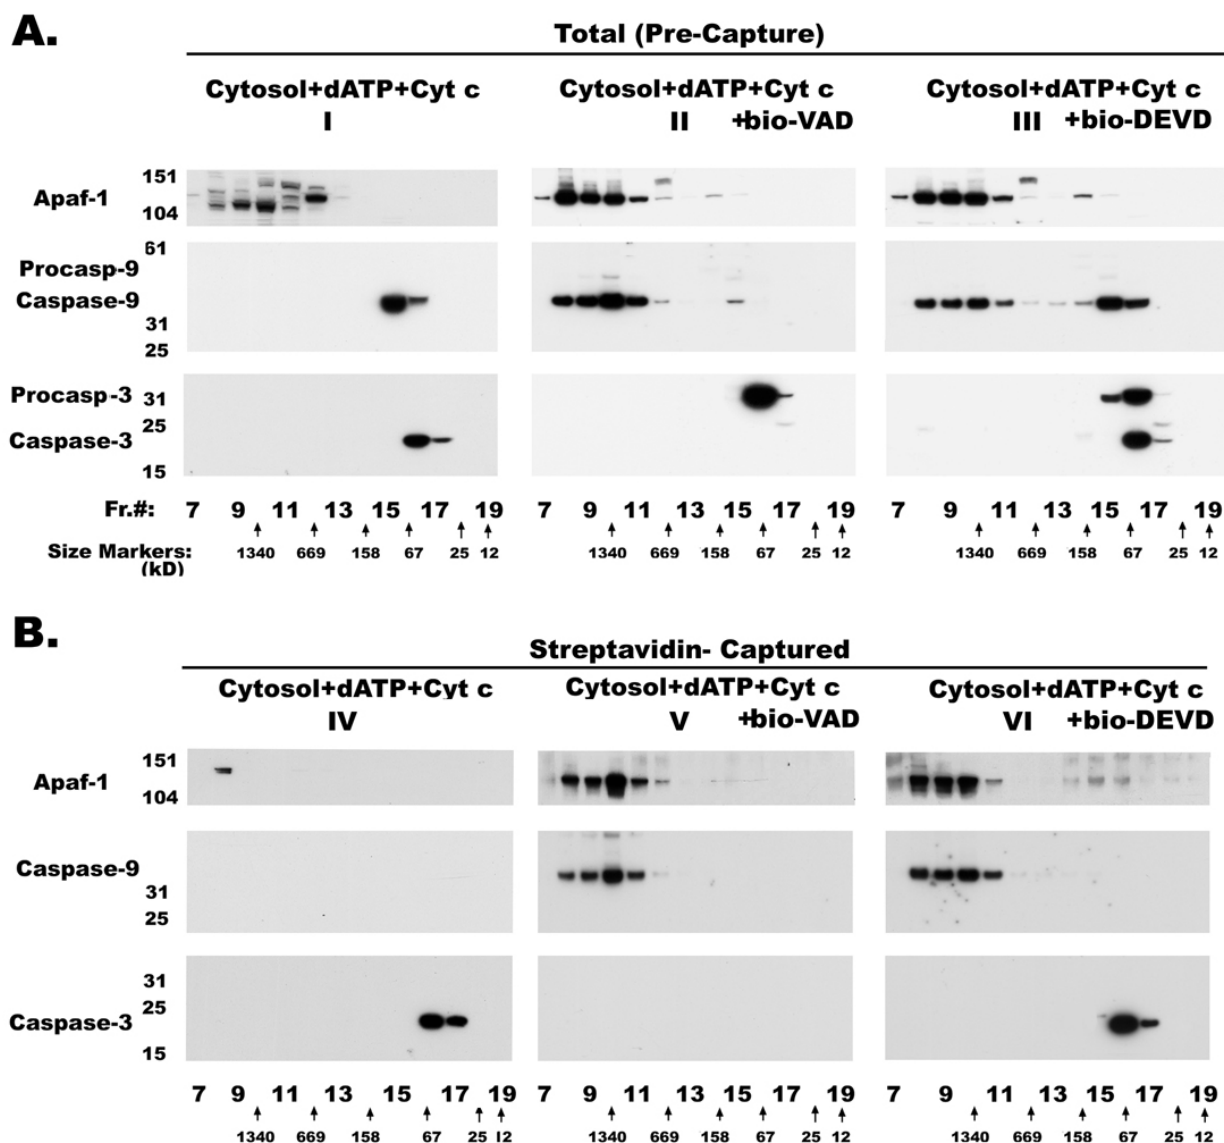 A.
Total (Pre-Capture)
Cytosol+dATP+Cyt c Cytosol+dATP+Cyt c Cytosol+dATP+Cyt c
I II +bio-VAD III +bio-DEVD
151
Apaf-1
104
61
Procasp-9
Caspase-9
31
25
Procasp-3 31
25
Caspase-3
15
Fr.#: 7 9 11 13 15 17 19 7 9 11 13 15 17 19 7 9 11 13 15 17 19
Size Markers: 1340 669 158 67 25 12 1340 669 158 67 25 12 1340 669 158 67 25 12
(kD)
B.
Streptavidin- Captured
Cytosol+dATP+Cyt c Cytosol+dATP+Cyt c Cytosol+dATP+Cyt c
IV V +bio-VAD VI +bio-DEVD
151
Apaf-1
104
Caspase-9
31
25
31
25
Caspase-3
15
7 9 11 13 15 17 19 7 9 11 13 15 17 19 7 9 11 13 15 17 19
1340 669 158 67 25 12 1340 669 158 67 25 12 1340 669 158 67 25 12